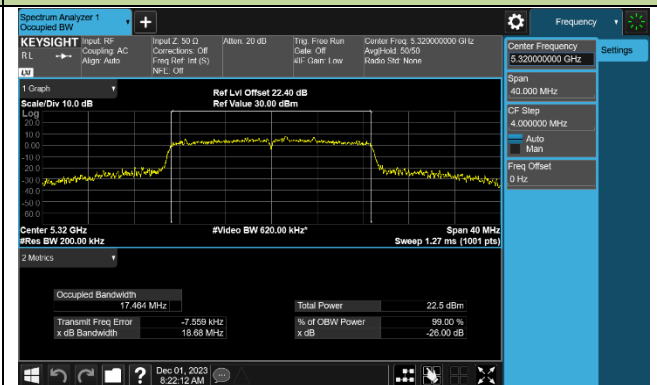 Spectrum Analyzer 1
Occupied BW
Frequency
KEYSIGHT
RL
LXI
Input: RF
Coupling: AC
Align: Auto
Input Z: 50 Ω
Corrections: Off
Freq Ref: Int (S)
NFE: Off
Atten: 20 dB
Trig: Free Run
Gate: Off
#IF Gain: Low
Center Freq: 5.320000000 GHz
Avg|Hold: 50/50
Radio Std: None
Center Frequency
5.320000000 GHz
Settings
Span
40.000 MHz
CF Step
4.000000 MHz
Auto
Man
Freq Offset
0 Hz
1 Graph
Scale/Div 10.0 dB
Ref Lvl Offset 22.40 dB
Ref Value 30.00 dBm
Log
20.0
10.0
0.00
-10.0
-20.0
-30.0
-40.0
-50.0
-60.0
Center 5.32 GHz
#Res BW 200.00 kHz
#Video BW 620.00 kHz*
Span 40 MHz
Sweep 1.27 ms (1001 pts)
2 Metrics
Occupied Bandwidth
17.464 MHz
Total Power 22.5 dBm
Transmit Freq Error -7.559 kHz
% of OBW Power 99.00 %
x dB Bandwidth 18.68 MHz
x dB -26.00 dB
Dec 01, 2023
8:22:12 AM